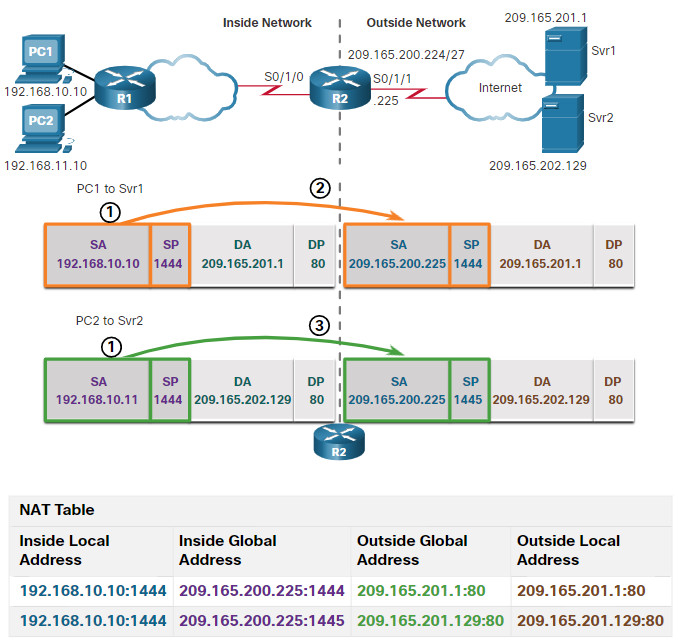 Inside Network
Outside Network
209.165.201.1
PC1
209.165.200.224/27
Svr1
S0/1/0
S0/1/1
Internet
192.168.10.10
R1
R2
.225
PC2
Svr2
192.168.11.10
209.165.202.129
PC1 to Svr1
2
1
SA SP DA DP SA SP DA DP
192.168.10.10 1444 209.165.201.1 80 209.165.200.225 1444 209.165.201.1 80
PC2 to Svr2
3
1
SA SP DA DP SA SP DA DP
192.168.10.11 1444 209.165.202.129 80 209.165.200.225 1445 209.165.202.129 80
R2
NAT Table
Inside Local Inside Global Outside Global Outside Local
Address Address Address Address
192.168.10.10:1444 209.165.200.225:1444 209.165.201.1:80 209.165.201.1:80
192.168.10.10:1444 209.165.200.225:1445 209.165.201.129:80 209.165.201.129:80